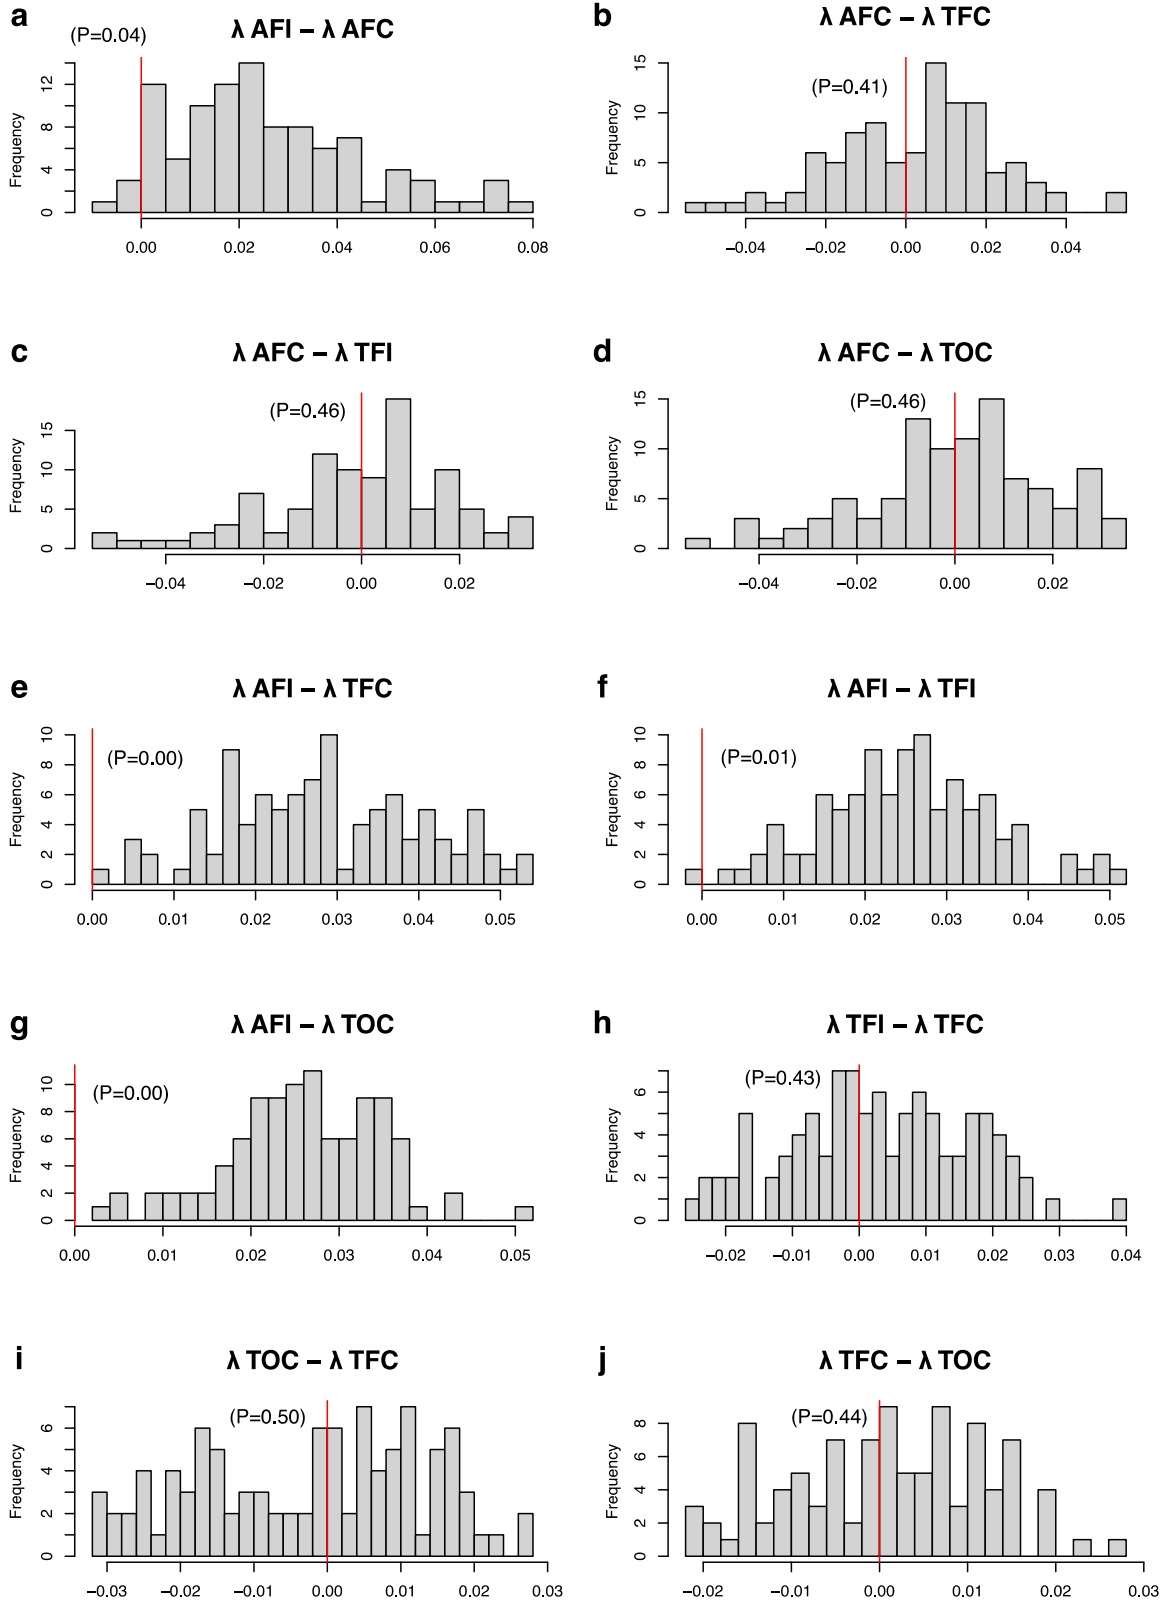 a
λ AFI − λ AFC
(P=0.04)
Frequency
0 4 8 12
0.00 0.02 0.04 0.06 0.08
b
λ AFC − λ TFC
(P=0.41)
Frequency
0 5 10 15
−0.04 −0.02 0.00 0.02 0.04
c
λ AFC − λ TFI
(P=0.46)
Frequency
0 5 10 15
−0.04 −0.02 0.00 0.02
d
λ AFC − λ TOC
(P=0.46)
Frequency
0 5 10 15
−0.04 −0.02 0.00 0.02
e
λ AFI − λ TFC
(P=0.00)
Frequency
0 2 4 6 8 10
0.00 0.01 0.02 0.03 0.04 0.05
f
λ AFI − λ TFI
(P=0.01)
Frequency
0 2 4 6 8 10
0.00 0.01 0.02 0.03 0.04 0.05
g
λ AFI − λ TOC
(P=0.00)
Frequency
0 2 4 6 8 10
0.00 0.01 0.02 0.03 0.04 0.05
h
λ TFI − λ TFC
(P=0.43)
Frequency
0 2 4 6
−0.02 −0.01 0.00 0.01 0.02 0.03 0.04
i
λ TOC − λ TFC
(P=0.50)
Frequency
0 2 4 6
−0.03 −0.02 −0.01 0.00 0.01 0.02 0.03
j
λ TFC − λ TOC
(P=0.44)
Frequency
0 2 4 6 8
−0.02 −0.01 0.00 0.01 0.02 0.03